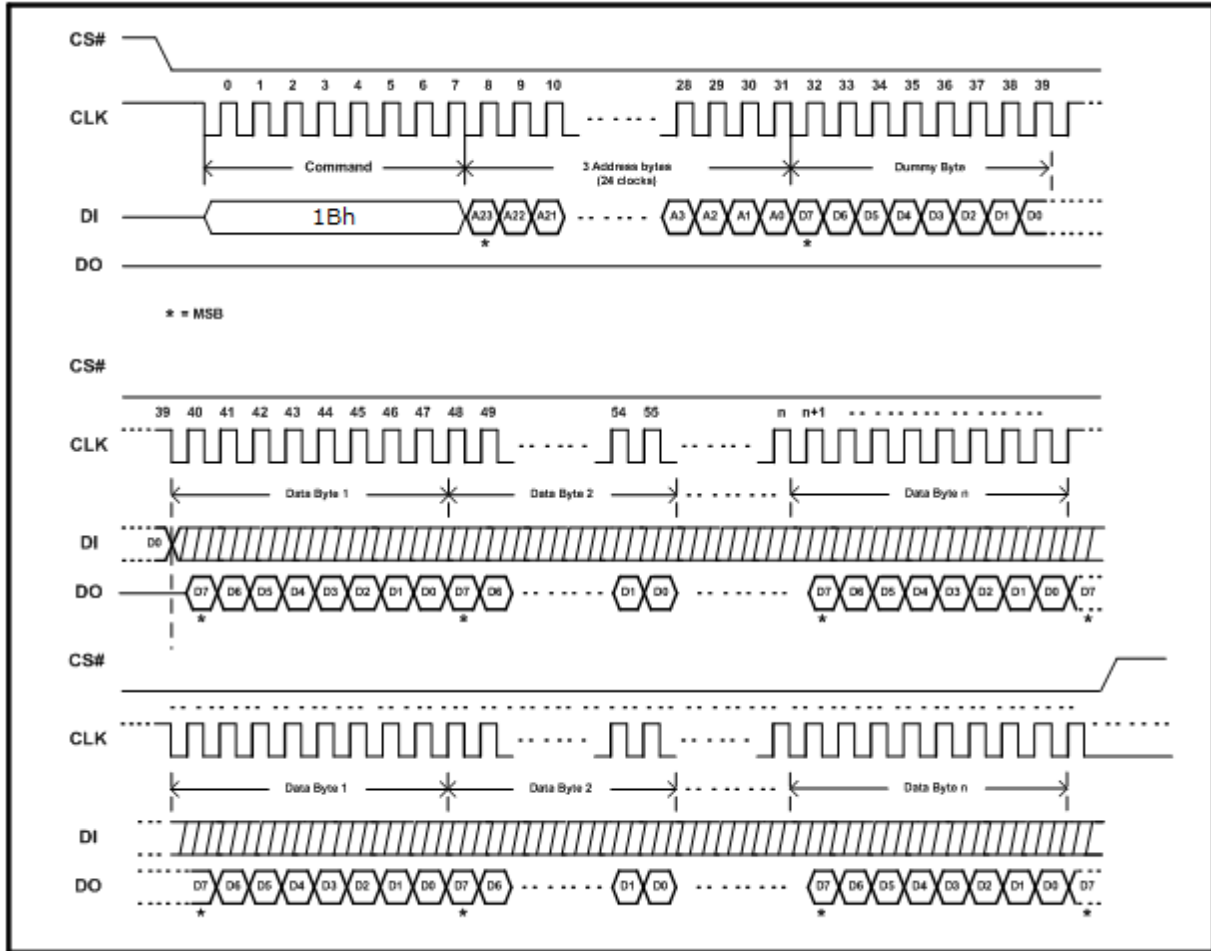 CS#
0 1 2 3 4 5 6 7 8 9 10 28 29 30 31 32 33 34 35 36 37 38 39
CLK
Command 3 Address bytes Dummy Byte
(24 clocks)
DI 1Bh A23 A22 A21 A3 A2 A1 A0 D7 D6 D5 D4 D3 D2 D1 D0
* *
DO
* = MSB
CS#
39 40 41 42 43 44 45 46 47 48 49 54 55 n n+1
CLK
Data Byte 1 Data Byte 2 Data Byte n
DI D0
DO D7 D6 D5 D4 D3 D2 D1 D0 D7 D6 D1 D0 D7 D6 D5 D4 D3 D2 D1 D0 D7
* * * *
CS#
CLK
Data Byte 1 Data Byte 2 Data Byte n
DI
DO D7 D6 D5 D4 D3 D2 D1 D0 D7 D6 D1 D0 D7 D6 D5 D4 D3 D2 D1 D0 D7
* * * *